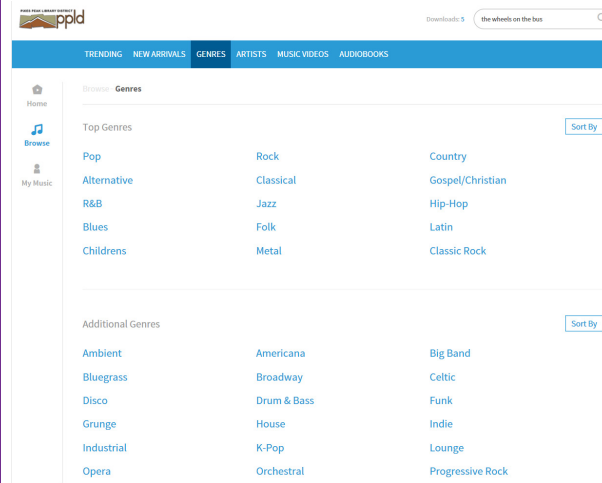 PIKES PEAK LIBRARY DISTRICT
ppld
Downloads: 5
the wheels on the bus
TRENDING NEW ARRIVALS GENRES ARTISTS MUSIC VIDEOS AUDIOBOOKS
Home
Browse
My Music
Browse Genres
Top Genres
Sort By
Pop Rock Country
Alternative Classical Gospel/Christian
R&B Jazz Hip-Hop
Blues Folk Latin
Childrens Metal Classic Rock
Additional Genres
Sort By
Ambient Americana Big Band
Bluegrass Broadway Celtic
Disco Drum & Bass Funk
Grunge House Indie
Industrial K-Pop Lounge
Opera Orchestral Progressive Rock